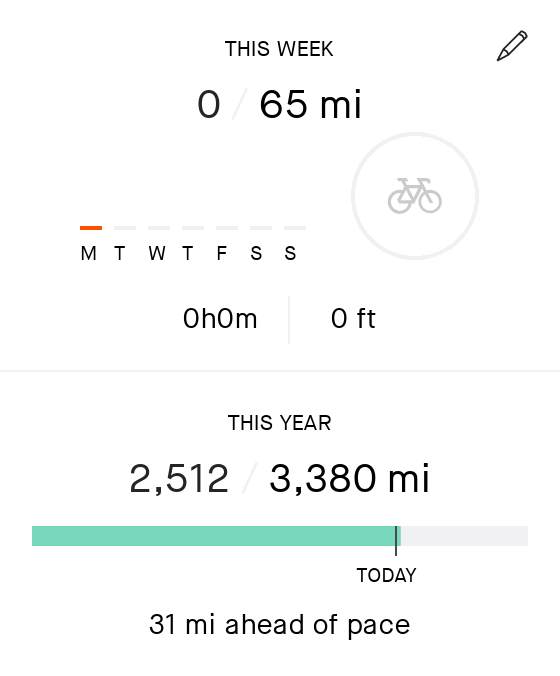 THIS WEEK
0 / 65 mi
M T W T F S S
0h0m 0 ft
THIS YEAR
2,512 / 3,380 mi
TODAY
31 mi ahead of pace